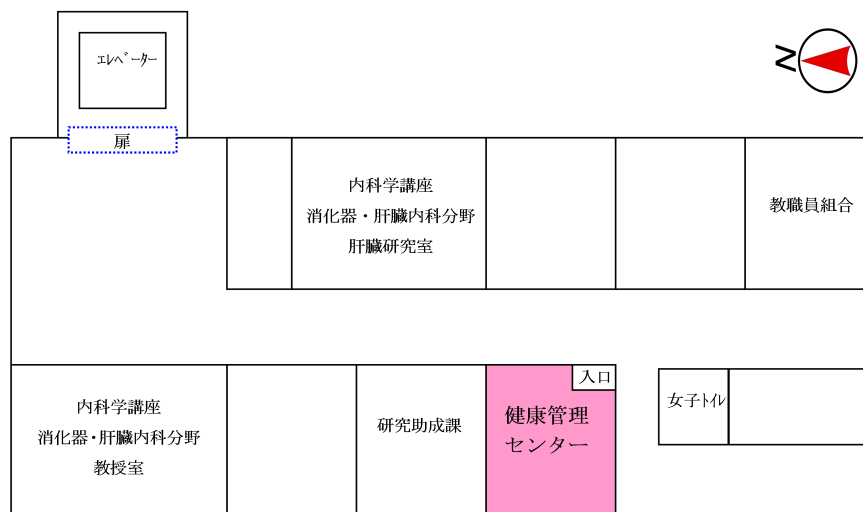 エレベーター
N
扉
内科学講座
消化器・肝臓内科分野
肝臓研究室
教職員組合
内科学講座
消化器・肝臓内科分野
教授室
研究助成課
入口
健康管理
センター
女子トイレ